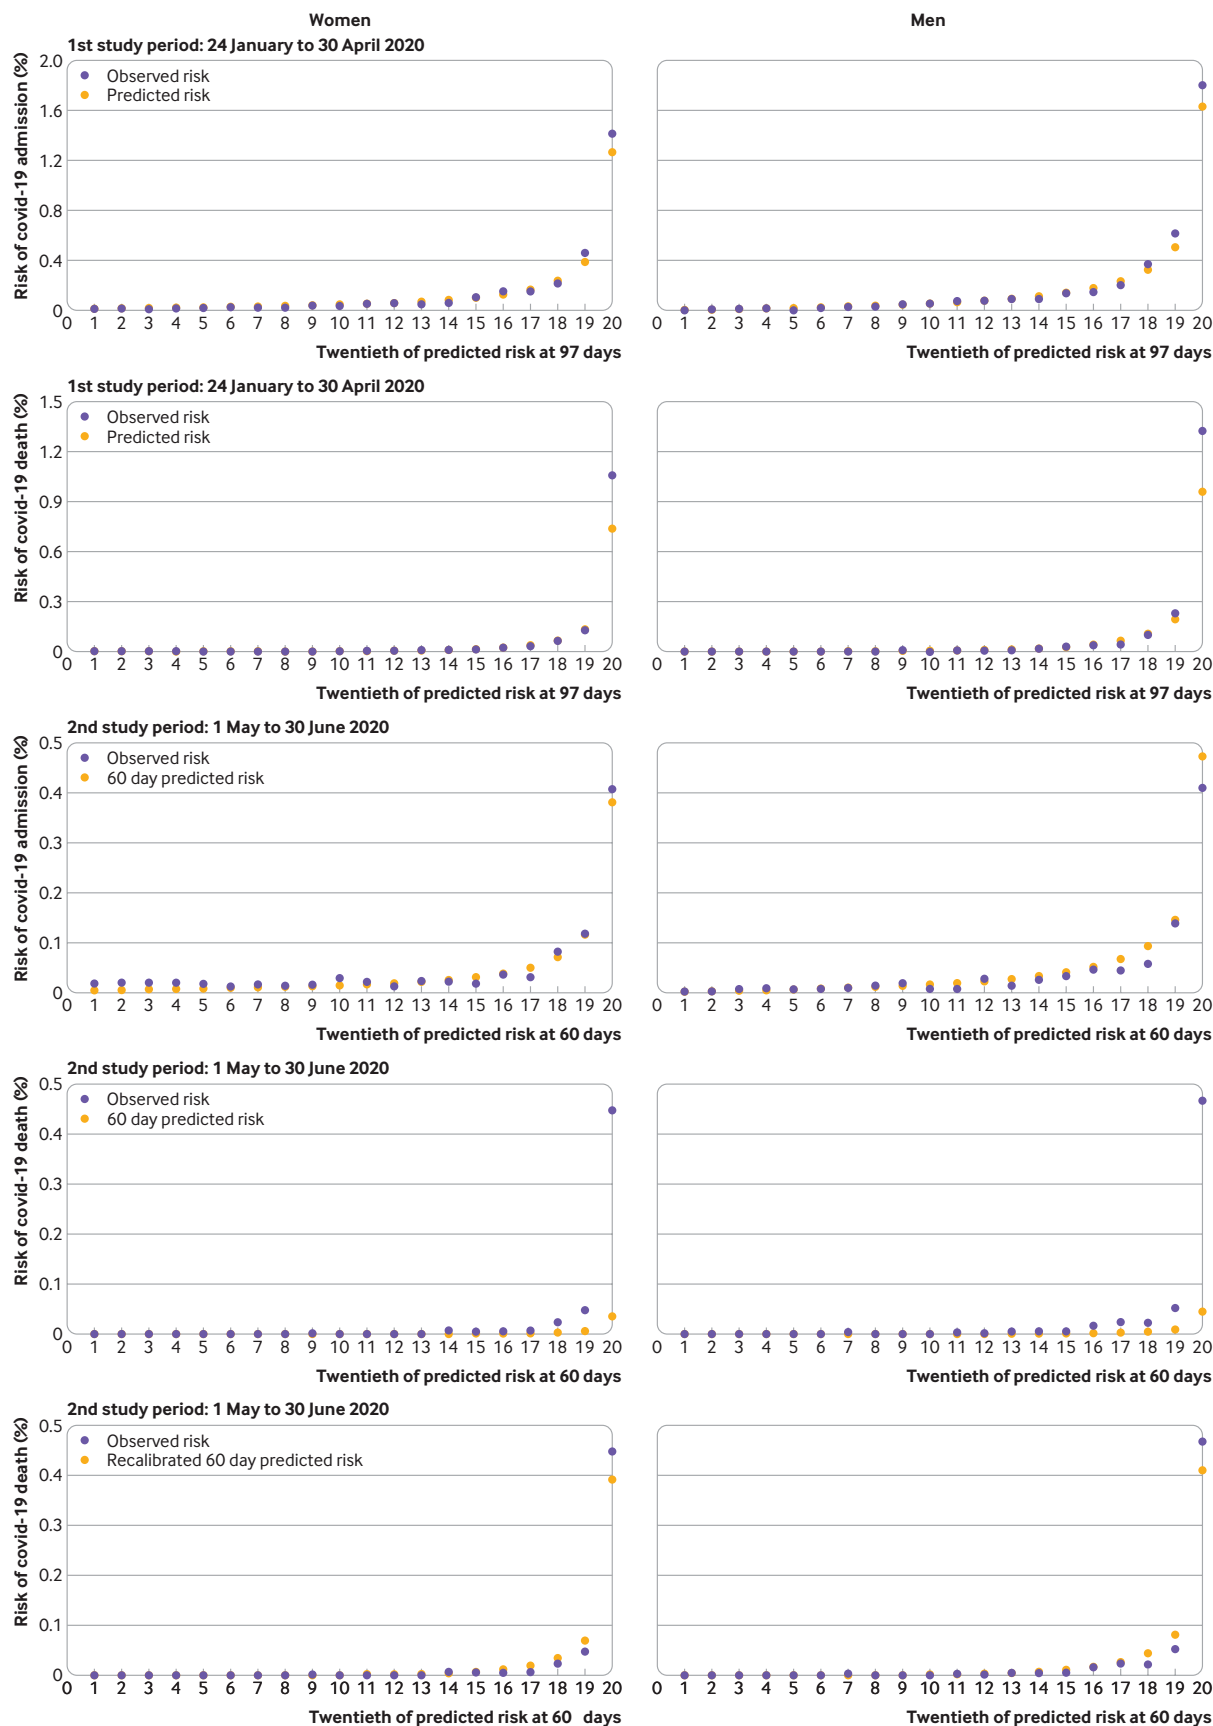 Women
Men
1st study period: 24 January to 30 April 2020
Risk of covid-19 admission (%)
2.0
1.6
1.2
0.8
0.4
0
Observed risk
Predicted risk
0 1 2 3 4 5 6 7 8 9 10 11 12 13 14 15 16 17 18 19 20
0 1 2 3 4 5 6 7 8 9 10 11 12 13 14 15 16 17 18 19 20
Twentieth of predicted risk at 97 days
Twentieth of predicted risk at 97 days
1st study period: 24 January to 30 April 2020
Risk of covid-19 death (%)
1.5
1.2
0.9
0.6
0.3
0
Observed risk
Predicted risk
0 1 2 3 4 5 6 7 8 9 10 11 12 13 14 15 16 17 18 19 20
0 1 2 3 4 5 6 7 8 9 10 11 12 13 14 15 16 17 18 19 20
Twentieth of predicted risk at 97 days
Twentieth of predicted risk at 97 days
2nd study period: 1 May to 30 June 2020
Risk of covid-19 admission (%)
0.5
0.4
0.3
0.2
0.1
0
Observed risk
60 day predicted risk
0 1 2 3 4 5 6 7 8 9 10 11 12 13 14 15 16 17 18 19 20
0 1 2 3 4 5 6 7 8 9 10 11 12 13 14 15 16 17 18 19 20
Twentieth of predicted risk at 60 days
Twentieth of predicted risk at 60 days
2nd study period: 1 May to 30 June 2020
Risk of covid-19 death (%)
0.5
0.4
0.3
0.2
0.1
0
Observed risk
60 day predicted risk
0 1 2 3 4 5 6 7 8 9 10 11 12 13 14 15 16 17 18 19 20
0 1 2 3 4 5 6 7 8 9 10 11 12 13 14 15 16 17 18 19 20
Twentieth of predicted risk at 60 days
Twentieth of predicted risk at 60 days
2nd study period: 1 May to 30 June 2020
Risk of covid-19 death (%)
0.5
0.4
0.3
0.2
0.1
0
Observed risk
Recalibrated 60 day predicted risk
0 1 2 3 4 5 6 7 8 9 10 11 12 13 14 15 16 17 18 19 20
0 1 2 3 4 5 6 7 8 9 10 11 12 13 14 15 16 17 18 19 20
Twentieth of predicted risk at 60 days
Twentieth of predicted risk at 60 days